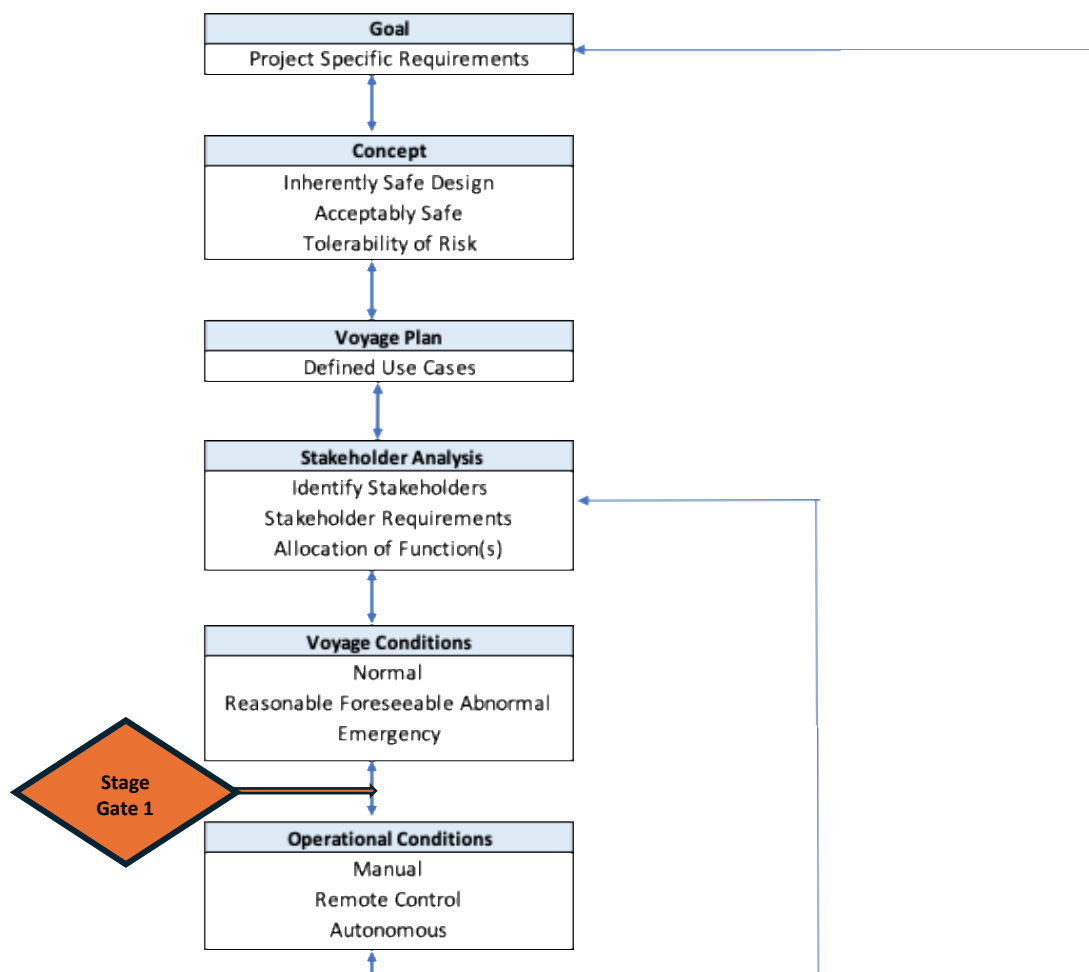 Goal
Project Specific Requirements
Concept
Inherently Safe Design
Acceptably Safe
Tolerability of Risk
Voyage Plan
Defined Use Cases
Stakeholder Analysis
Identify Stakeholders
Stakeholder Requirements
Allocation of Function(s)
Voyage Conditions
Normal
Reasonable Foreseeable Abnormal
Emergency
Stage
Gate 1
Operational Conditions
Manual
Remote Control
Autonomous